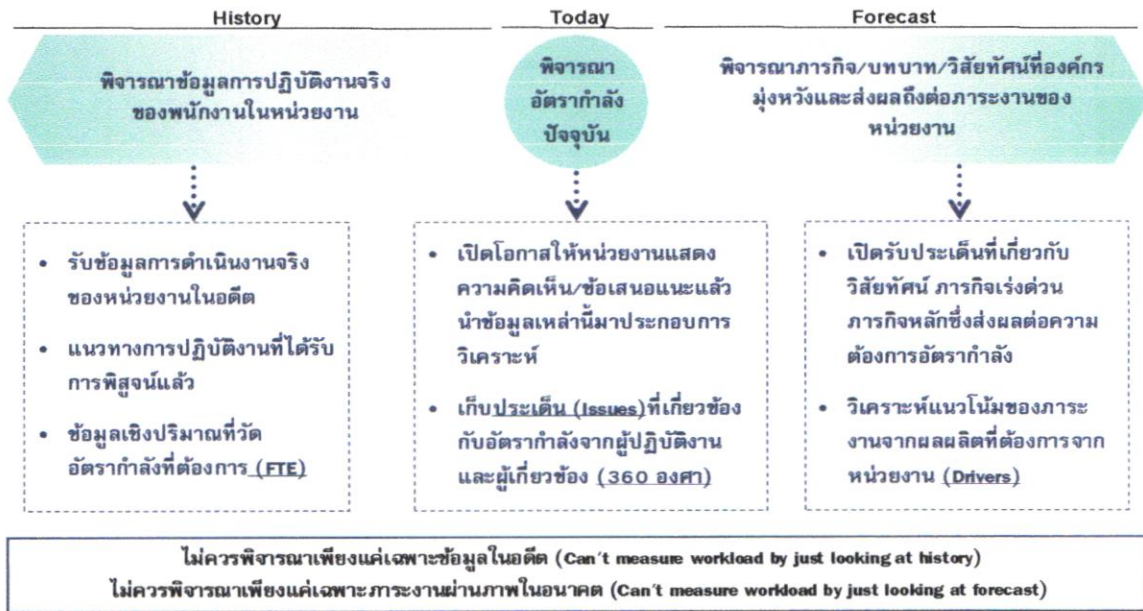 History
Today
Forecast
พิจารณาข้อมูลการปฏิบัติงานจริง
ของพนักงานในหน่วยงาน
พิจารณา
อัตรากำลัง
ปัจจุบัน
พิจารณาภารกิจ/บทบาท/วิสัยทัศน์ที่องค์กร
มุ่งหวังและส่งผลถึงต่อภาระงานของ
หน่วยงาน
• รับข้อมูลการดำเนินงานจริง
ของหน่วยงานในอดีต
• แนวทางการปฏิบัติงานที่ได้รับ
การพิสูจน์แล้ว
• ข้อมูลเชิงปริมาณที่วัด
อัตรากำลังที่ต้องการ (FTE)
• เปิดโอกาสให้หน่วยงานแสดง
ความคิดเห็น/ข้อเสนอแนะแล้ว
นำข้อมูลเหล่านี้มาประกอบการ
วิเคราะห์
• เก็บประเด็น (Issues)ที่เกี่ยวข้อง
กับอัตรากำลังจากผู้ปฏิบัติงาน
และผู้เกี่ยวข้อง (360 องศา)
• เปิดรับประเด็นที่เกี่ยวกับ
วิสัยทัศน์ ภารกิจเร่งด่วน
ภารกิจหลักซึ่งส่งผลต่อความ
ต้องการอัตรากำลัง
• วิเคราะห์แนวโน้มของภาระ
งานจากผลผลิตที่ต้องการจาก
หน่วยงาน (Drivers)
ไม่ควรพิจารณาเพียงแค่เฉพาะข้อมูลในอดีต (Can't measure workload by just looking at history)
ไม่ควรพิจารณาเพียงแค่เฉพาะภาระงานผ่านภาพในอนาคต (Can't measure workload by just looking at forecast)